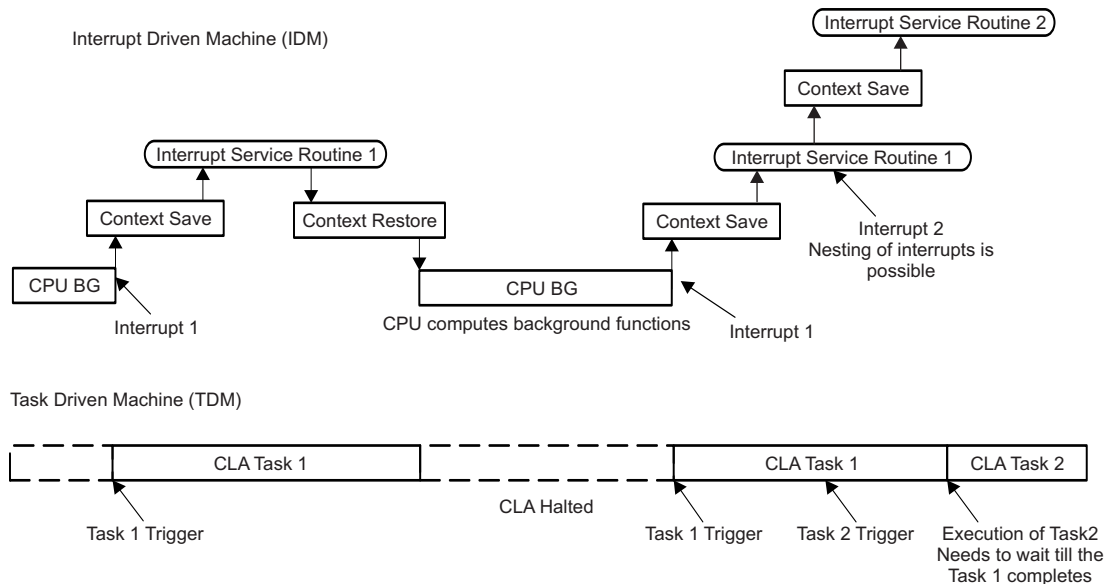 Interrupt Service Routine 2
Interrupt Driven Machine (IDM)
Context Save
Interrupt Service Routine 1
Interrupt Service Routine 1
Context Save
Context Restore
Context Save
Interrupt 2
Nesting of interrupts is
possible
CPU BG
CPU BG
Interrupt 1
CPU computes background functions
Interrupt 1
Task Driven Machine (TDM)
CLA Task 1
CLA Task 1
CLA Task 2
CLA Halted
Task 1 Trigger
Task 1 Trigger
Task 2 Trigger
Execution of Task2
Needs to wait till the
Task 1 completes